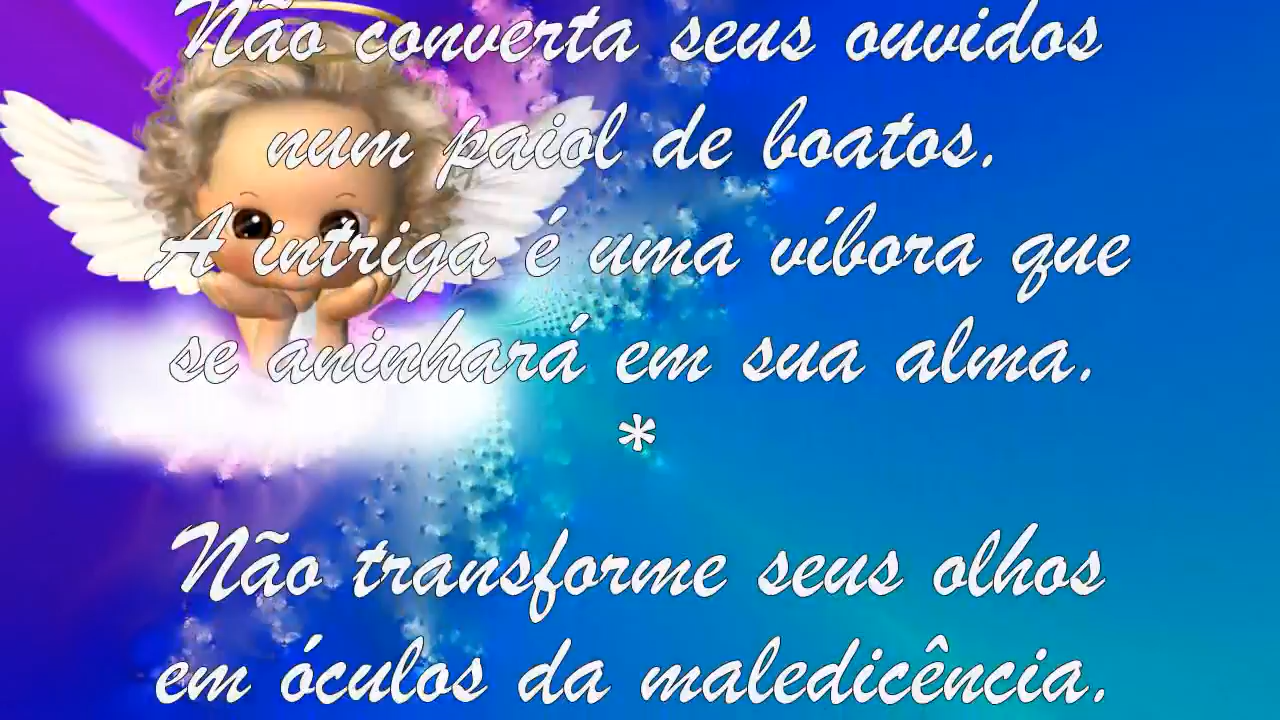 Não converta seus ouvidos
num paiol de boatos.
A intriga é uma víbora que
se aninhará em sua alma.
*
Não transforme seus olhos
em óculos da maledicência.